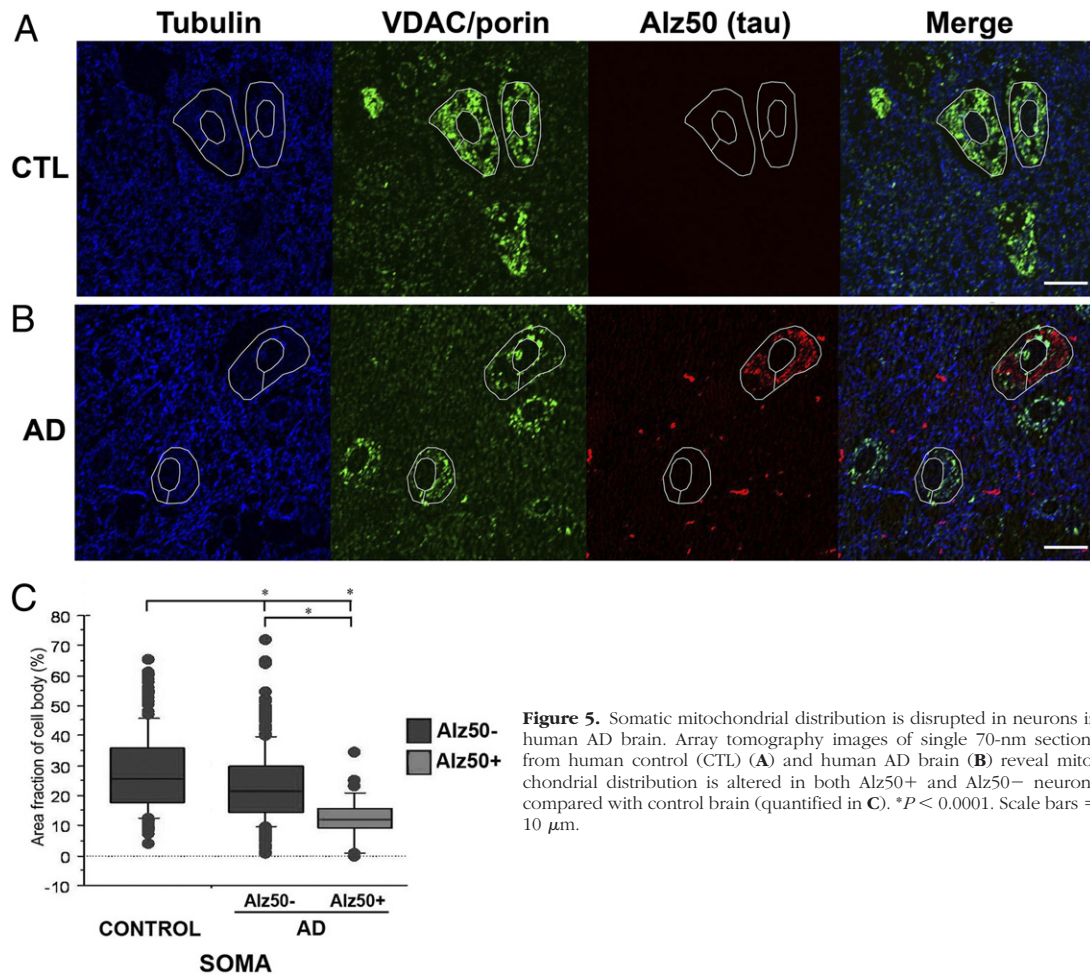 A
Tubulin VDAC/porin Alz50 (tau) Merge
CTL
B
AD
C
* *
*
Area fraction of cell body (%)
80
70
60
50
40
30
20
10
0
-10
Alz50-
Alz50+
Alz50- Alz50+
CONTROL AD
SOMA
Figure 5. Somatic mitochondrial distribution is disrupted in neurons i
human AD brain. Array tomography images of single 70-nm section
from human control (CTL) (A) and human AD brain (B) reveal mito
chondrial distribution is altered in both Alz50+ and Alz50− neuron
compared with control brain (quantified in C). *P < 0.0001. Scale bars =
10 μm.